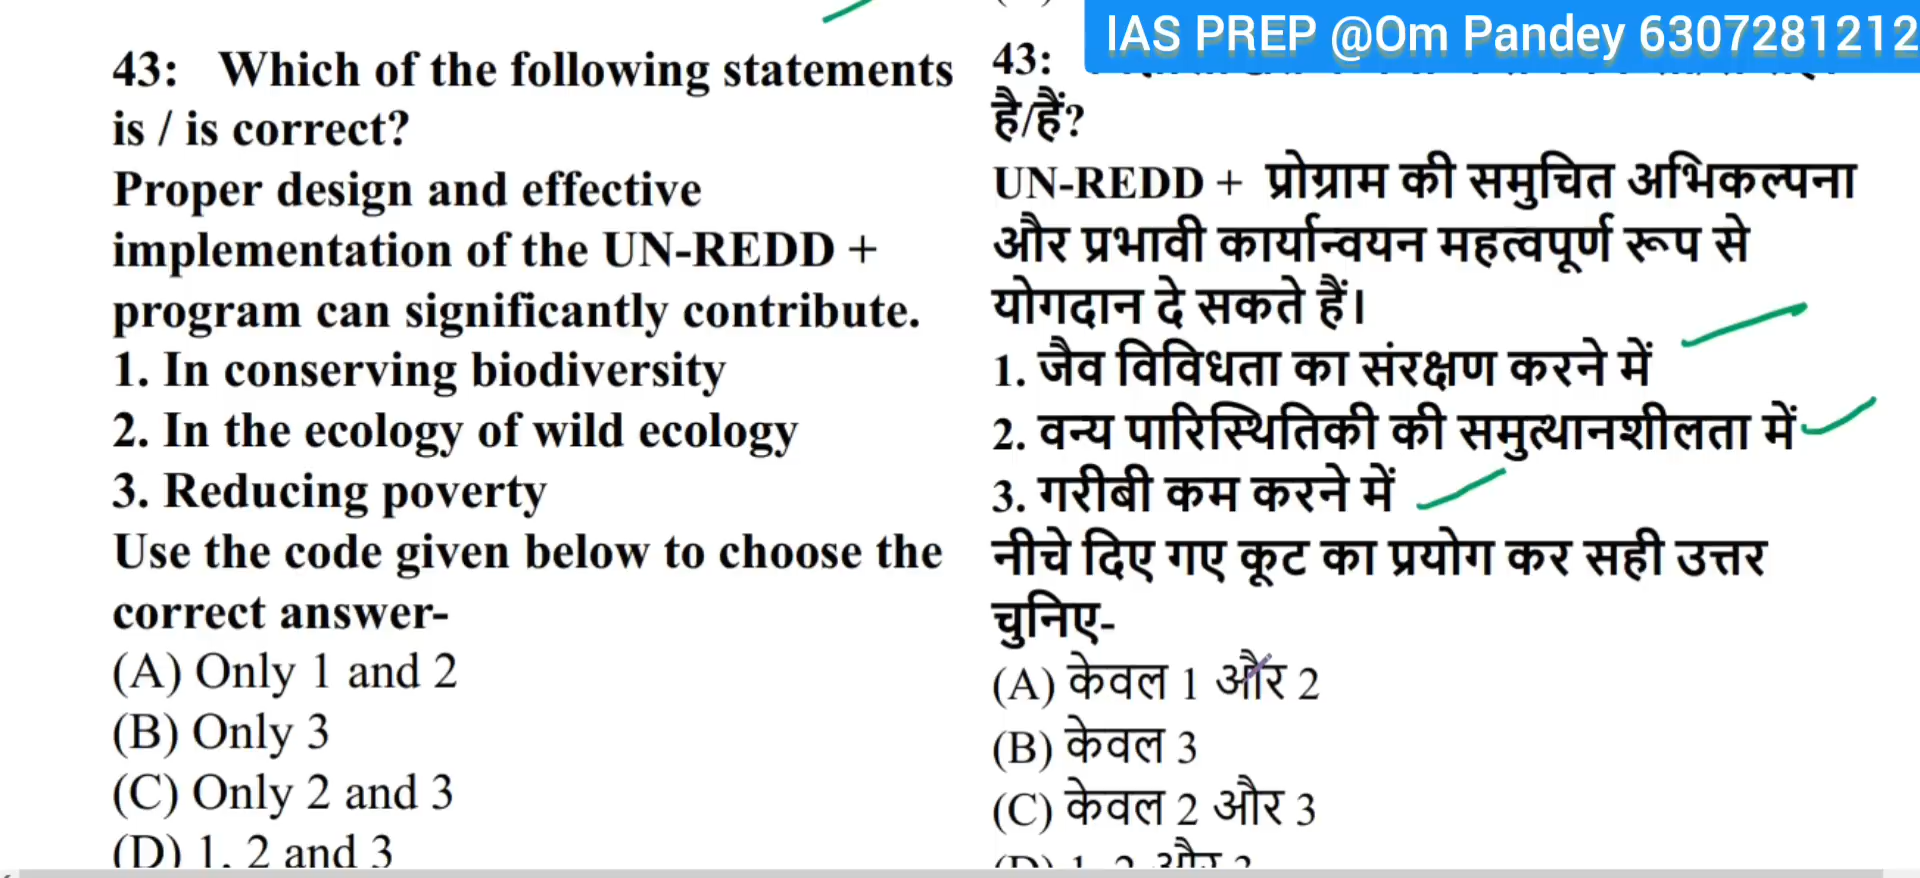 IAS PREP @Om Pandey 6307281212
43: Which of the following statements
is / is correct?
Proper design and effective
implementation of the UN-REDD +
program can significantly contribute.
1. In conserving biodiversity
2. In the ecology of wild ecology
3. Reducing poverty
Use the code given below to choose the
correct answer-
(A) Only 1 and 2
(B) Only 3
(C) Only 2 and 3
(D) 1, 2 and 3
43:
है/हैं?
UN-REDD + प्रोग्राम की समुचित अभिकल्पना
और प्रभावी कार्यान्वयन महत्वपूर्ण रूप से
योगदान दे सकते हैं।
1. जैव विविधता का संरक्षण करने में
2. वन्य पारिस्थितिकी की समुत्थानशीलता में
3. गरीबी कम करने में
नीचे दिए गए कूट का प्रयोग कर सही उत्तर
चुनिए-
(A) केवल 1 और 2
(B) केवल 3
(C) केवल 2 और 3
(D) 1, 2 और 3